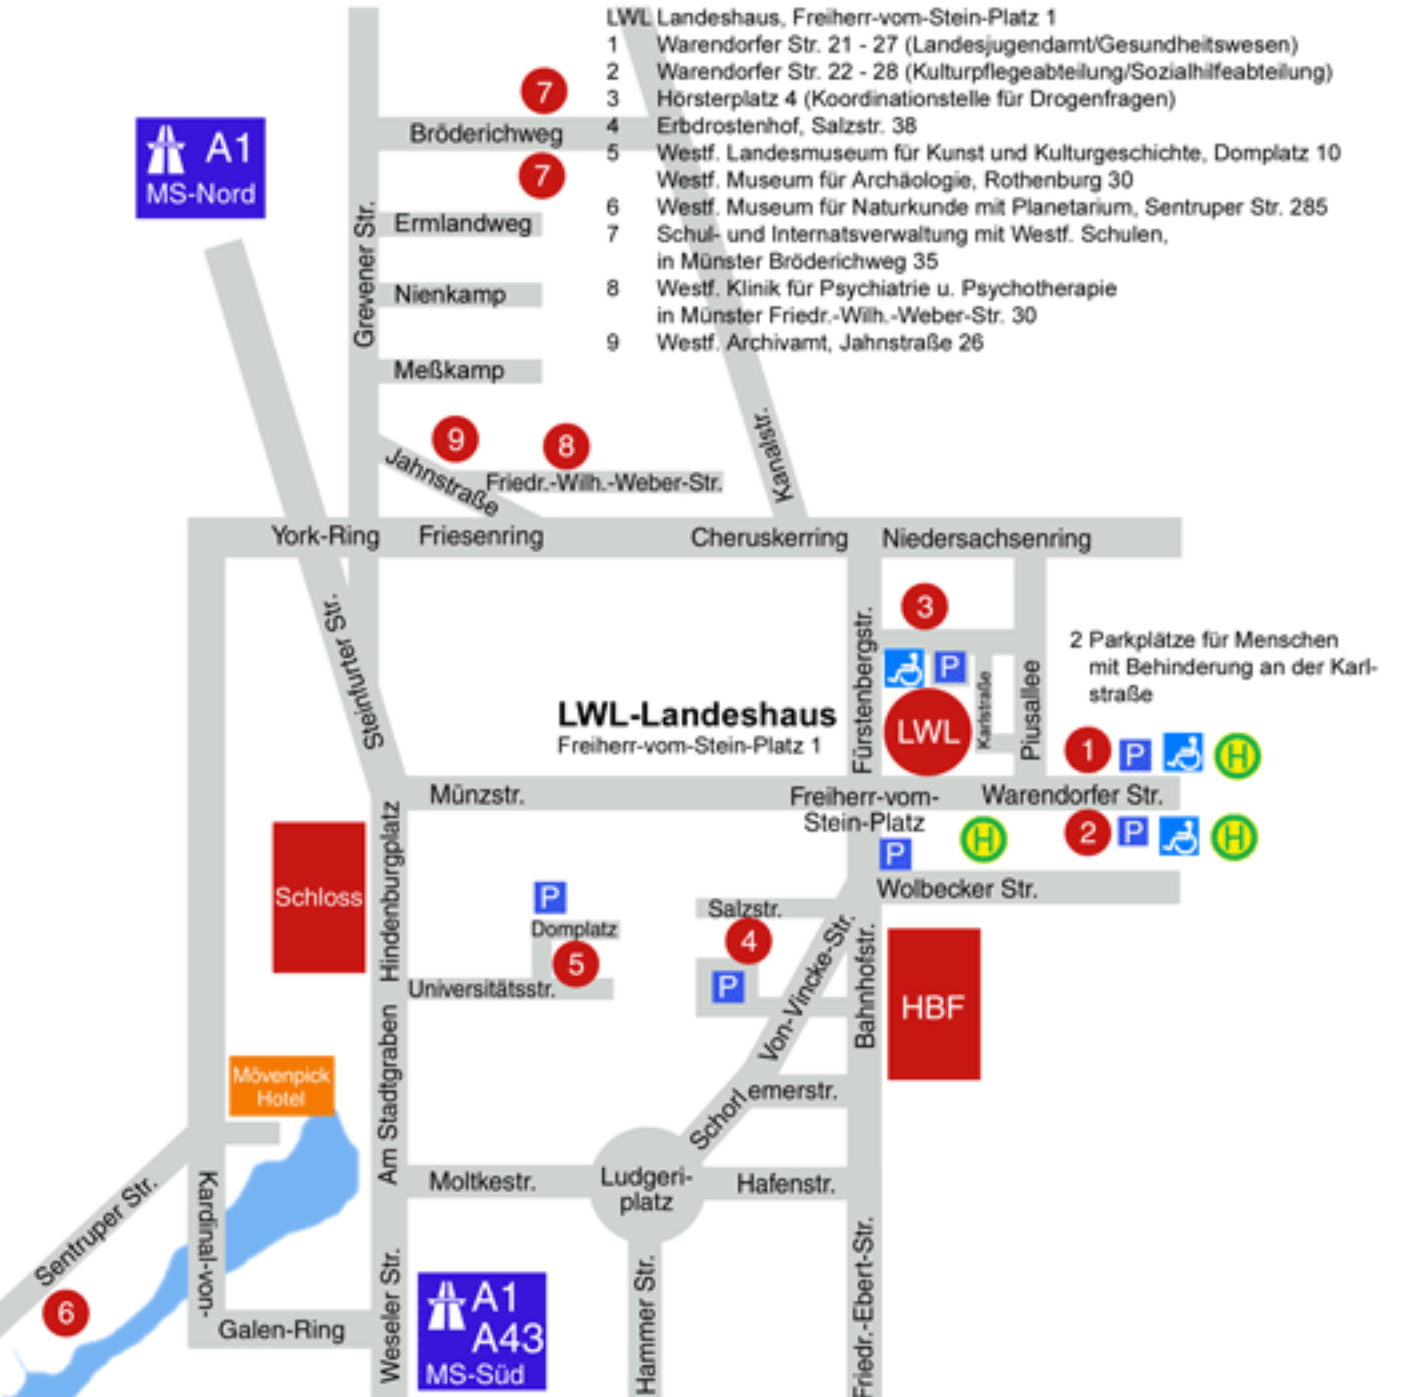 LWL Landeshaus, Freiherr-vom-Stein-Platz 1
1 Warendorfer Str. 21 - 27 (Landesjugendamt/Gesundheitswesen)
2 Warendorfer Str. 22 - 28 (Kulturpflegeabteilung/Sozialhilfeabteilung)
3 Hörsterplatz 4 (Koordinationstelle für Drogenfragen)
4 Erbdrostenhof, Salzstr. 38
5 Westf. Landesmuseum für Kunst und Kulturgeschichte, Domplatz 10
Westf. Museum für Archäologie, Rothenburg 30
6 Westf. Museum für Naturkunde mit Planetarium, Sentruper Str. 285
7 Schul- und Internatsverwaltung mit Westf. Schulen,
in Münster Bröderichweg 35
8 Westf. Klinik für Psychiatrie u. Psychotherapie
in Münster Friedr.-Wilh.-Weber-Str. 30
9 Westf. Archivamt, Jahnstraße 26
A1
MS-Nord
7
Bröderichweg
7
Grevener Str.
Ermlandweg
Nienkamp
Meßkamp
9
8
Jahnstraße
Friedr.-Wilh.-Weber-Str.
Kanalstr.
York-Ring
Friesenring
Cheruskerring
Niedersachsenring
Steinfurter Str.
3
Fürstenbergstr.
P
Karlstraße
Piusallee
2 Parkplätze für Menschen
mit Behinderung an der Karl-
straße
LWL-Landeshaus
Freiherr-vom-Stein-Platz 1
LWL
1 P H
Münzstr.
Freiherr-vom-
Stein-Platz
Warendorfer Str.
H
2 P H
P
Wolbecker Str.
Hindenburgplatz
Schloss
P
Domplatz
5
Universitätsstr.
Salzstr.
4
P
Von-Vincke-Str.
Bahnhofstr.
HBF
Mövenpick
Hotel
Am Stadtgraben
Schorlemerstr.
Moltkestr.
Ludgeri-
platz
Hafenstr.
Sentruper Str.
6
Kardinal-von-
Galen-Ring
Weseler Str.
A1
A43
MS-Süd
Hammer Str.
Friedr.-Ebert-Str.